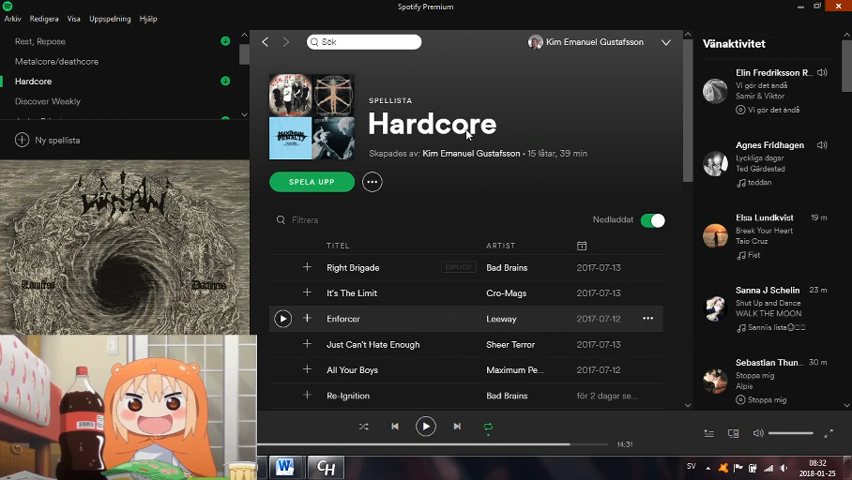 Spotify Premium
Arkiv Redigera Visa Uppspelning Hjälp
Rest, Repose
Metalcore/deathcore
Hardcore
Discover Weekly
Ny spellista
Sök
Kim Emanuel Gustafsson
SPELLISTA
Hardcore
Skapades av: Kim Emanuel Gustafsson · 15 låtar, 39 min
SPELA UPP
Filtrera
Nedladdat
TITEL ARTIST
Right Brigade EXPLICIT Bad Brains 2017-07-13
It's The Limit Cro-Mags 2017-07-13
Enforcer Leeway 2017-07-12
Just Can't Hate Enough Sheer Terror 2017-07-13
All Your Boys Maximum Pe... 2017-07-12
Re-Ignition Bad Brains för 2 dagar se...
Vänaktivitet
Elin Fredriksson R...
Vi gör det ändå
Samir & Viktor
Vi gör det ändå
Agnes Fridhagen
Lyckliga dagar
Ted Gärdestad
teddan
Elsa Lundkvist 19 m
Break Your Heart
Taio Cruz
Fist
Sanna J Schelin 23 m
Shut Up and Dance
WALK THE MOON
Sanniis lista
Sebastian Thun... 30 m
Stoppa mig
Alpis
Stoppa mig
14:31
SV
08:32
2018-01-25